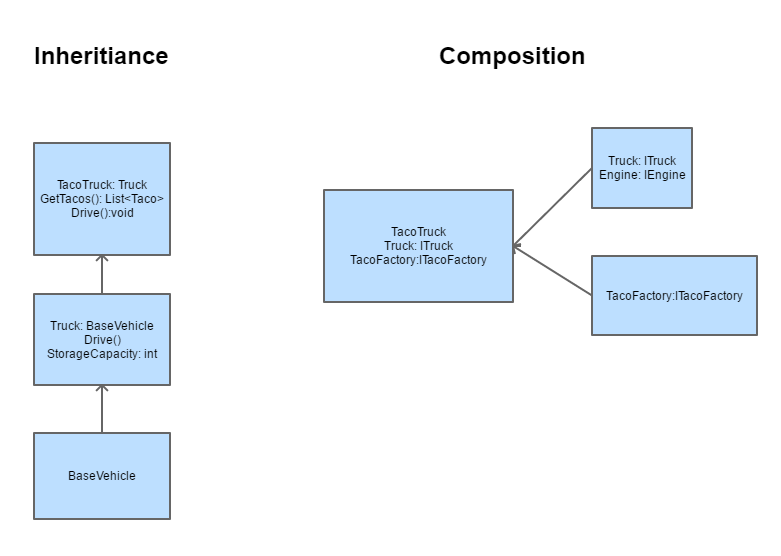 Inheritiance
Composition
TacoTruck: Truck
GetTacos(): List<Taco>
Drive():void
Truck: BaseVehicle
Drive()
StorageCapacity: int
BaseVehicle
TacoTruck
Truck: ITruck
TacoFactory:ITacoFactory
Truck: ITruck
Engine: IEngine
TacoFactory:ITacoFactory